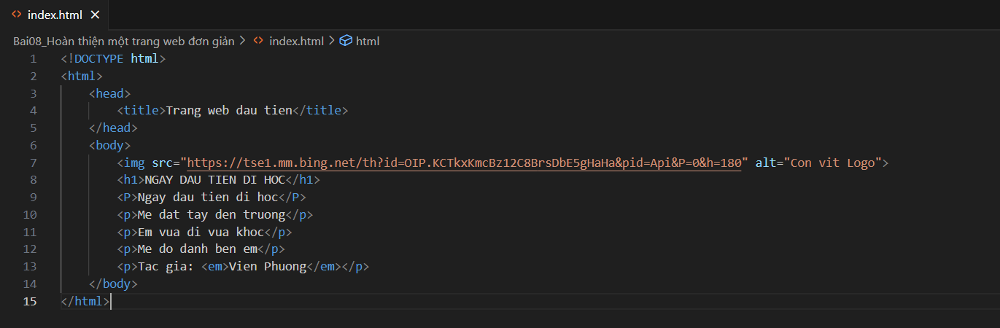 index.html
Bai08_Hoàn thiện một trang web đơn giản > index.html > html
1 <!DOCTYPE html>
2 <html>
3     <head>
4         <title>Trang web dau tien</title>
5     </head>
6     <body>
7         <img src="https://tse1.mm.bing.net/th?id=OIP.KCTkxKmcBz12C8BrsDbE5gHaHa&pid=Api&P=0&h=180" alt="Con vit Logo">
8         <h1>NGAY DAU TIEN DI HOC</h1>
9         <P>Ngay dau tien di hoc</P>
10         <p>Me dat tay den truong</p>
11         <p>Em vua di vua khoc</p>
12         <p>Me do danh ben em</p>
13         <p>Tac gia: <em>Vien Phuong</em></p>
14     </body>
15 </html>